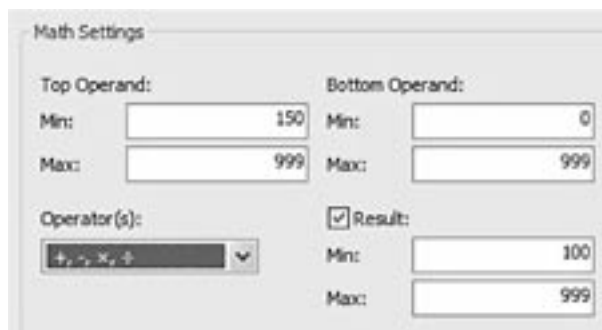 Math Settings
Top Operand:
Min: 150
Max: 999
Bottom Operand:
Min: 0
Max: 999
Operator(s):
+, -, ×, ÷
Result:
Min: 100
Max: 999